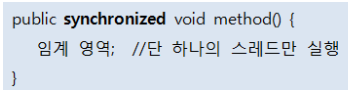 public synchronized void method() {
임계 영역; //단 하나의 스레드만 실행
}